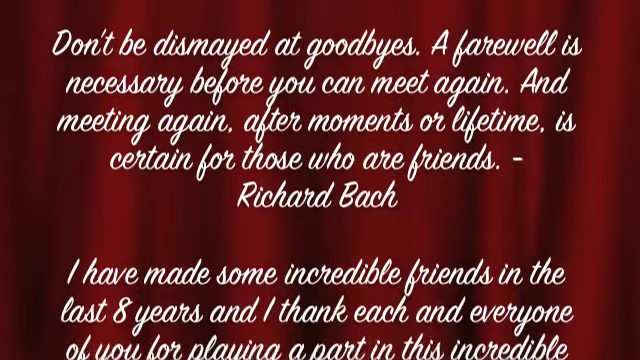 Don't be dismayed at goodbyes. A farewell is
necessary before you can meet again. And
meeting again, after moments or lifetime, is
certain for those who are friends. -
Richard Bach
I have made some incredible friends in the
last 8 years and I thank each and everyone
of you for playing a part in this incredible